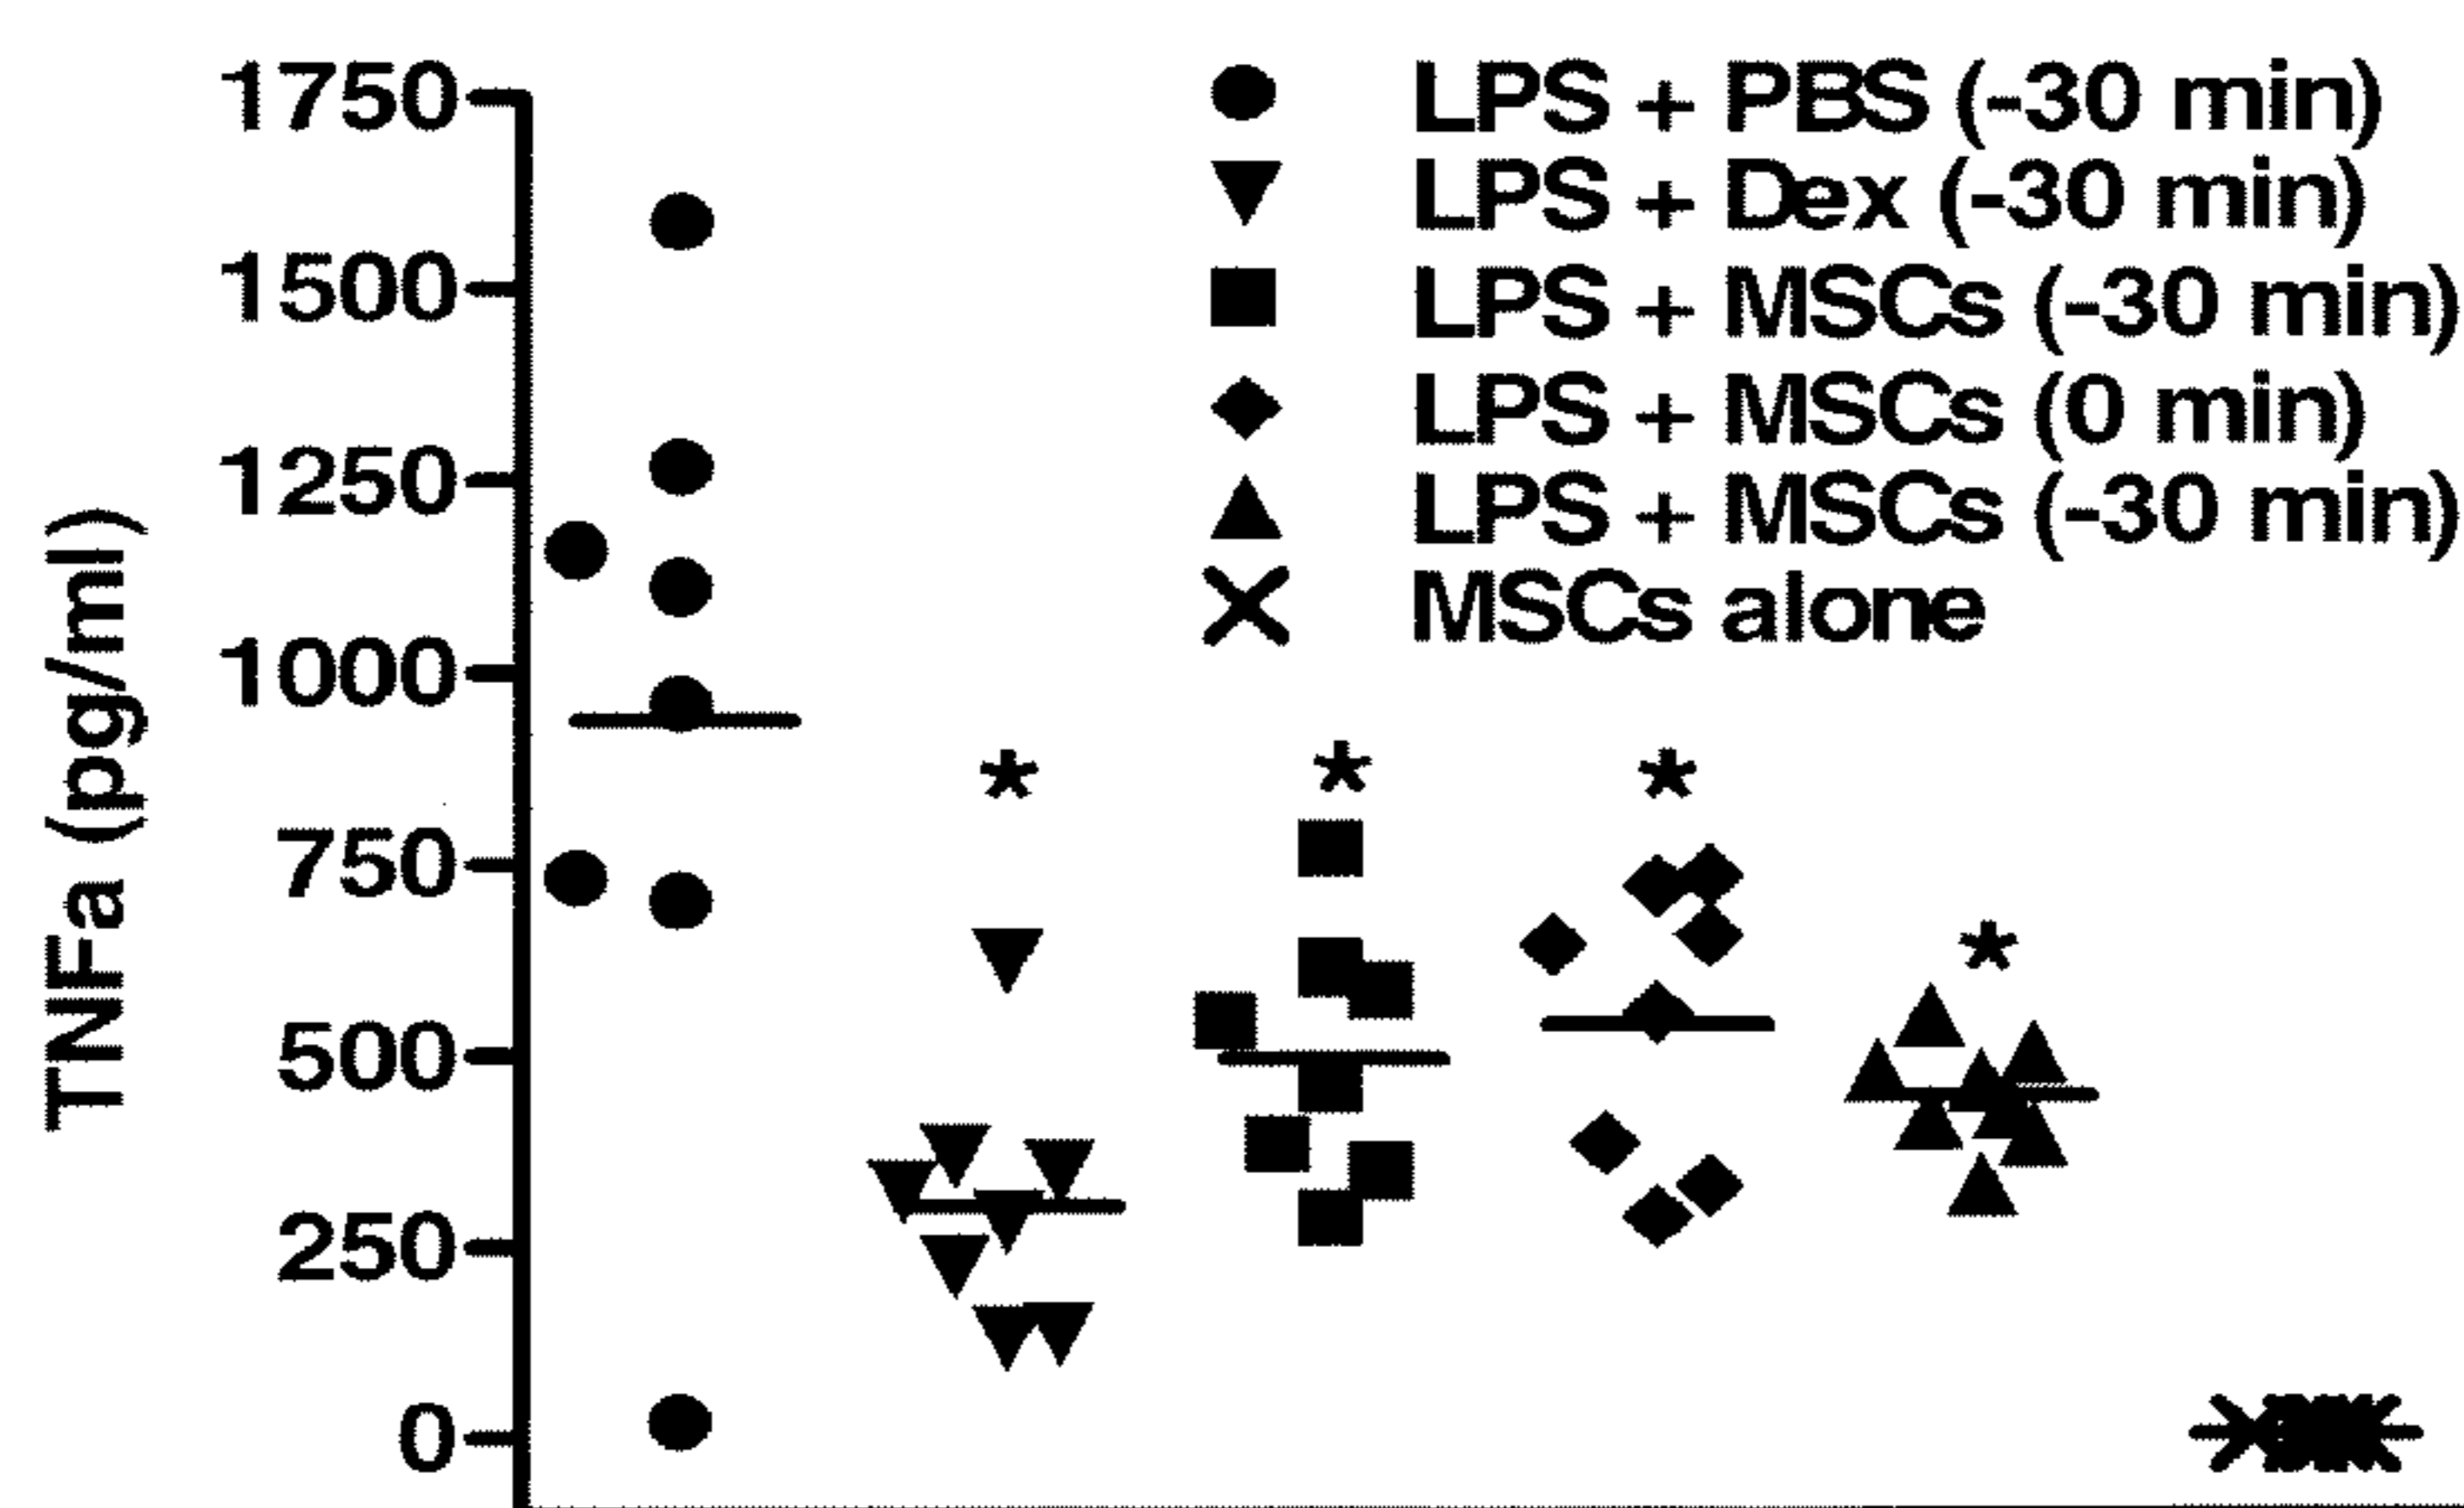 TNFa (pg/ml)
1750
1500
1250
1000
750
500
250
0
LPS + PBS (-30 min)
LPS + Dex (-30 min)
LPS + MSCs (-30 min)
LPS + MSCs (0 min)
LPS + MSCs (-30 min)
MSCs alone
*
*
*
*